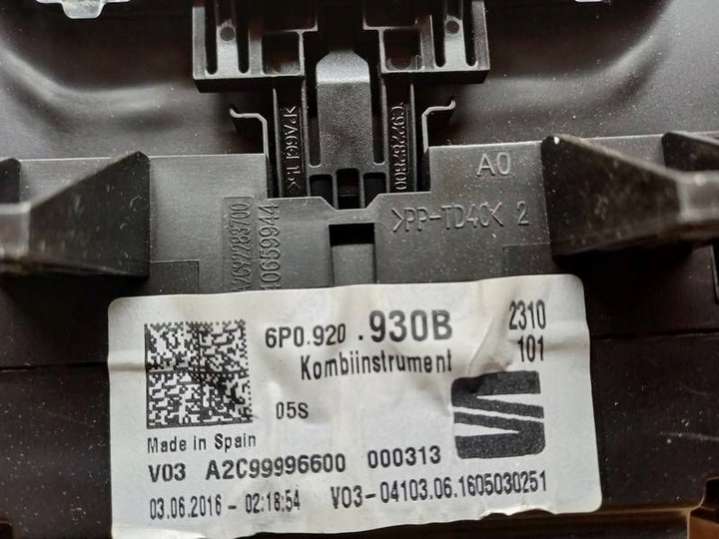 A0
>PP-TD40< 2
40659944
6P0.920 .930B 2310
Kombiinstrument 101
05S
Made in Spain
V03 A2C99996600 000313
03.06.2016 - 02:18:54 V03-04103.06.1605030251